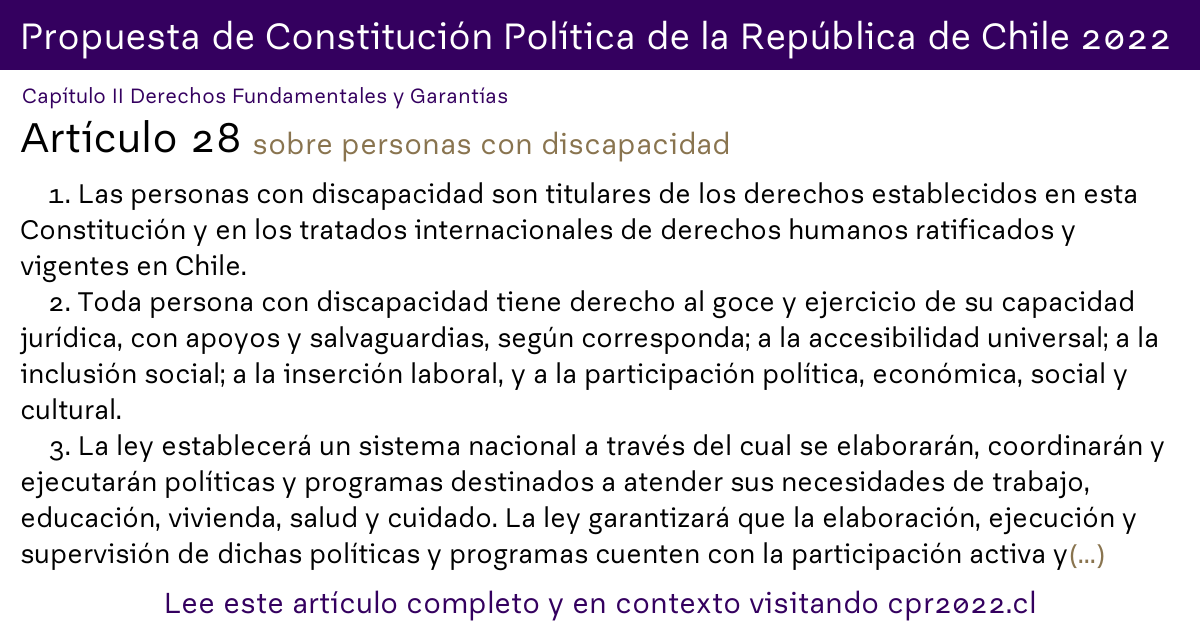 Propuesta de Constitución Política de la República de Chile 2022
Capítulo II Derechos Fundamentales y Garantías
Artículo 28 sobre personas con discapacidad
1. Las personas con discapacidad son titulares de los derechos establecidos en esta
Constitución y en los tratados internacionales de derechos humanos ratificados y
vigentes en Chile.
2. Toda persona con discapacidad tiene derecho al goce y ejercicio de su capacidad
jurídica, con apoyos y salvaguardias, según corresponda; a la accesibilidad universal; a la
inclusión social; a la inserción laboral, y a la participación política, económica, social y
cultural.
3. La ley establecerá un sistema nacional a través del cual se elaborarán, coordinarán y
ejecutarán políticas y programas destinados a atender sus necesidades de trabajo,
educación, vivienda, salud y cuidado. La ley garantizará que la elaboración, ejecución y
supervisión de dichas políticas y programas cuenten con la participación activa y(...)
Lee este artículo completo y en contexto visitando cpr2022.cl